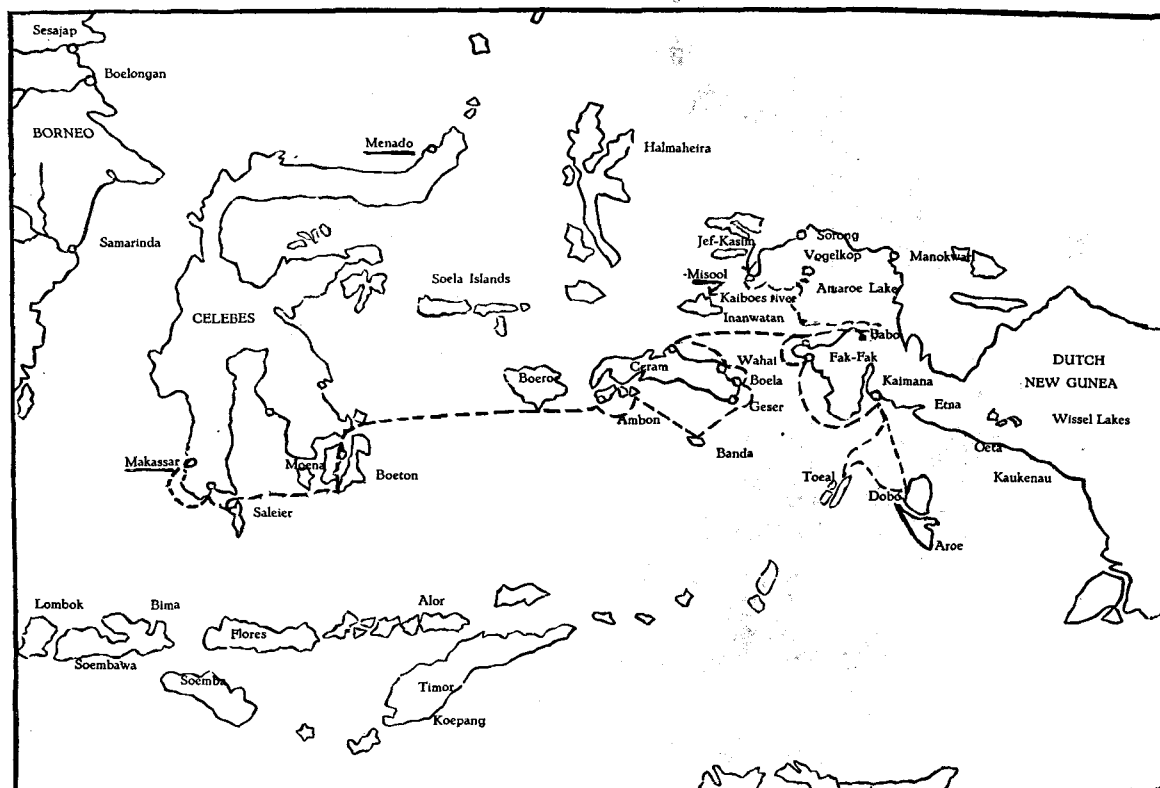 Sesajap
Boelongan
BORNEO
Menado
Halmaheira
Samarinda
Jef-Kasim
Sorong
Vogelkop
Manokwari
-Misool
Amaroe Lake
Soela Islands
Kaiboes river
Inanwatan
CELEBES
Babo
Ceram
Wahai
Fak-Fak
DUTCH
NEW GUNEA
Boeroe
Boela
Kaimana
Geser
Etna
Ambon
Wissel Lakes
Banda
Oeta
Makassar
Moena
Boeton
Toeal
Kaukenau
Dobo
Saleier
Aroe
Lombok
Bima
Alor
Flores
Soembawa
Soemba
Timor
Koepang